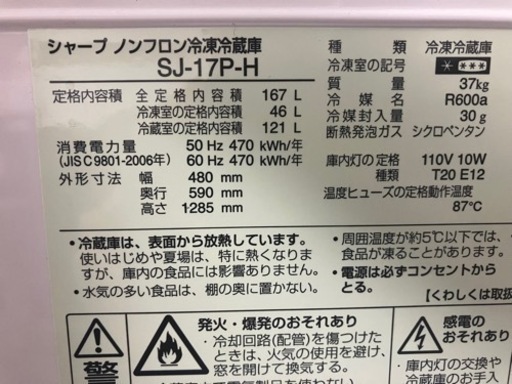 シャープ ノンフロン冷凍冷蔵庫
SJ-17P-H
定格内容積 全定格内容積 167 L
冷凍室の定格内容積 46 L
冷蔵室の定格内容積 121 L
消費電力量 50 Hz 470 kWh/年
(JIS C 9801-2006年) 60 Hz 470 kWh/年
外形寸法 幅 480 mm
奥行 590 mm
高さ 1285 mm
種類 冷凍冷蔵庫
冷凍室の記号 * ***
質量 37kg
冷媒 R600a
冷媒封入量 30g
断熱発泡ガス シクロペンタン
庫内灯の定格 110V 10W
種類 T20 E12
温度ヒューズの定格動作温度
87℃
・冷蔵庫は、表面から放熱しています。
使いはじめや夏場は、特に熱くなりま
すが、庫内の食品には影響ありません。
・水気の多い食品は、棚の奥に置かない。
・周囲温度が約5℃以下では、
食品が凍ることがあります
・電源は必ずコンセントから
とる。
【くわしくは取扱
警
発火・爆発のおそれあり
・冷却回路(配管)を傷つけた
ときは、火気の使用を避け、
窓を開けて換気する。
感電の
おそれあり
・庫内灯の交換や
冷蔵庫のお手入